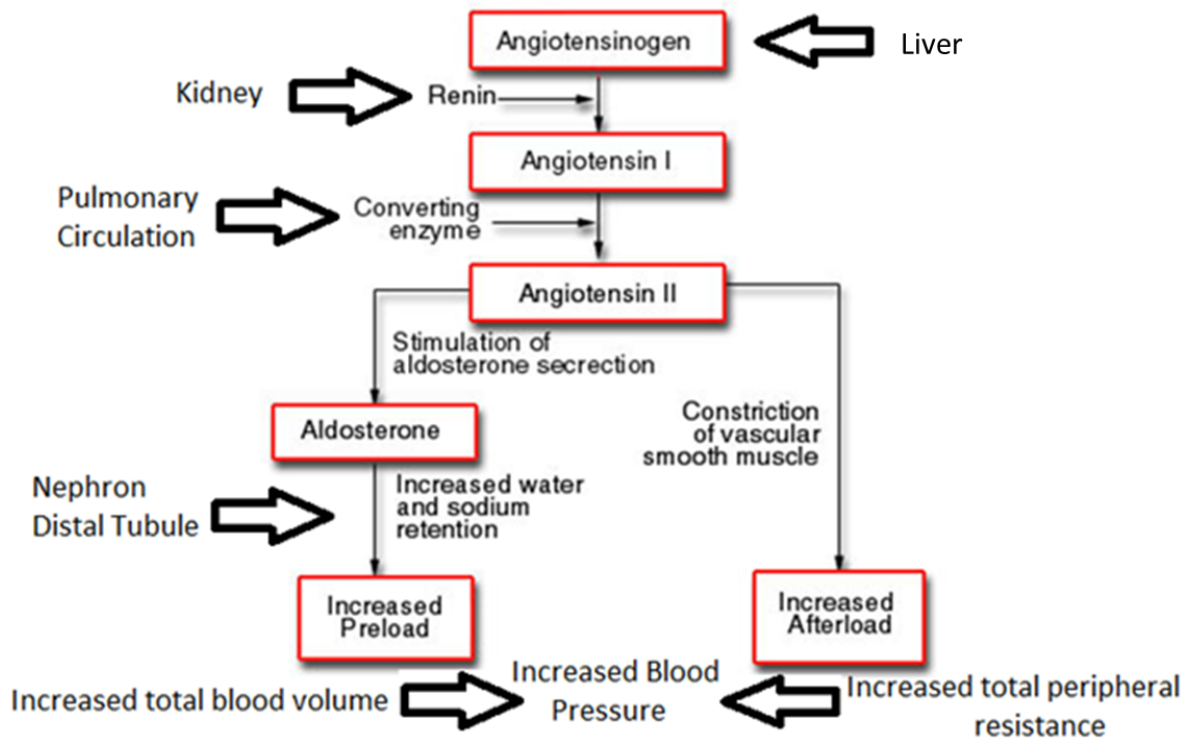 Angiotensinogen
Liver
Kidney
Renin
Angiotensin I
Pulmonary
Circulation
Converting
enzyme
Angiotensin II
Stimulation of
aldosterone secrection
Aldosterone
Constriction
of vascular
smooth muscle
Nephron
Distal Tubule
Increased water
and sodium
retention
Increased
Preload
Increased
Afterload
Increased total blood volume
Increased Blood
Pressure
Increased total peripheral
resistance